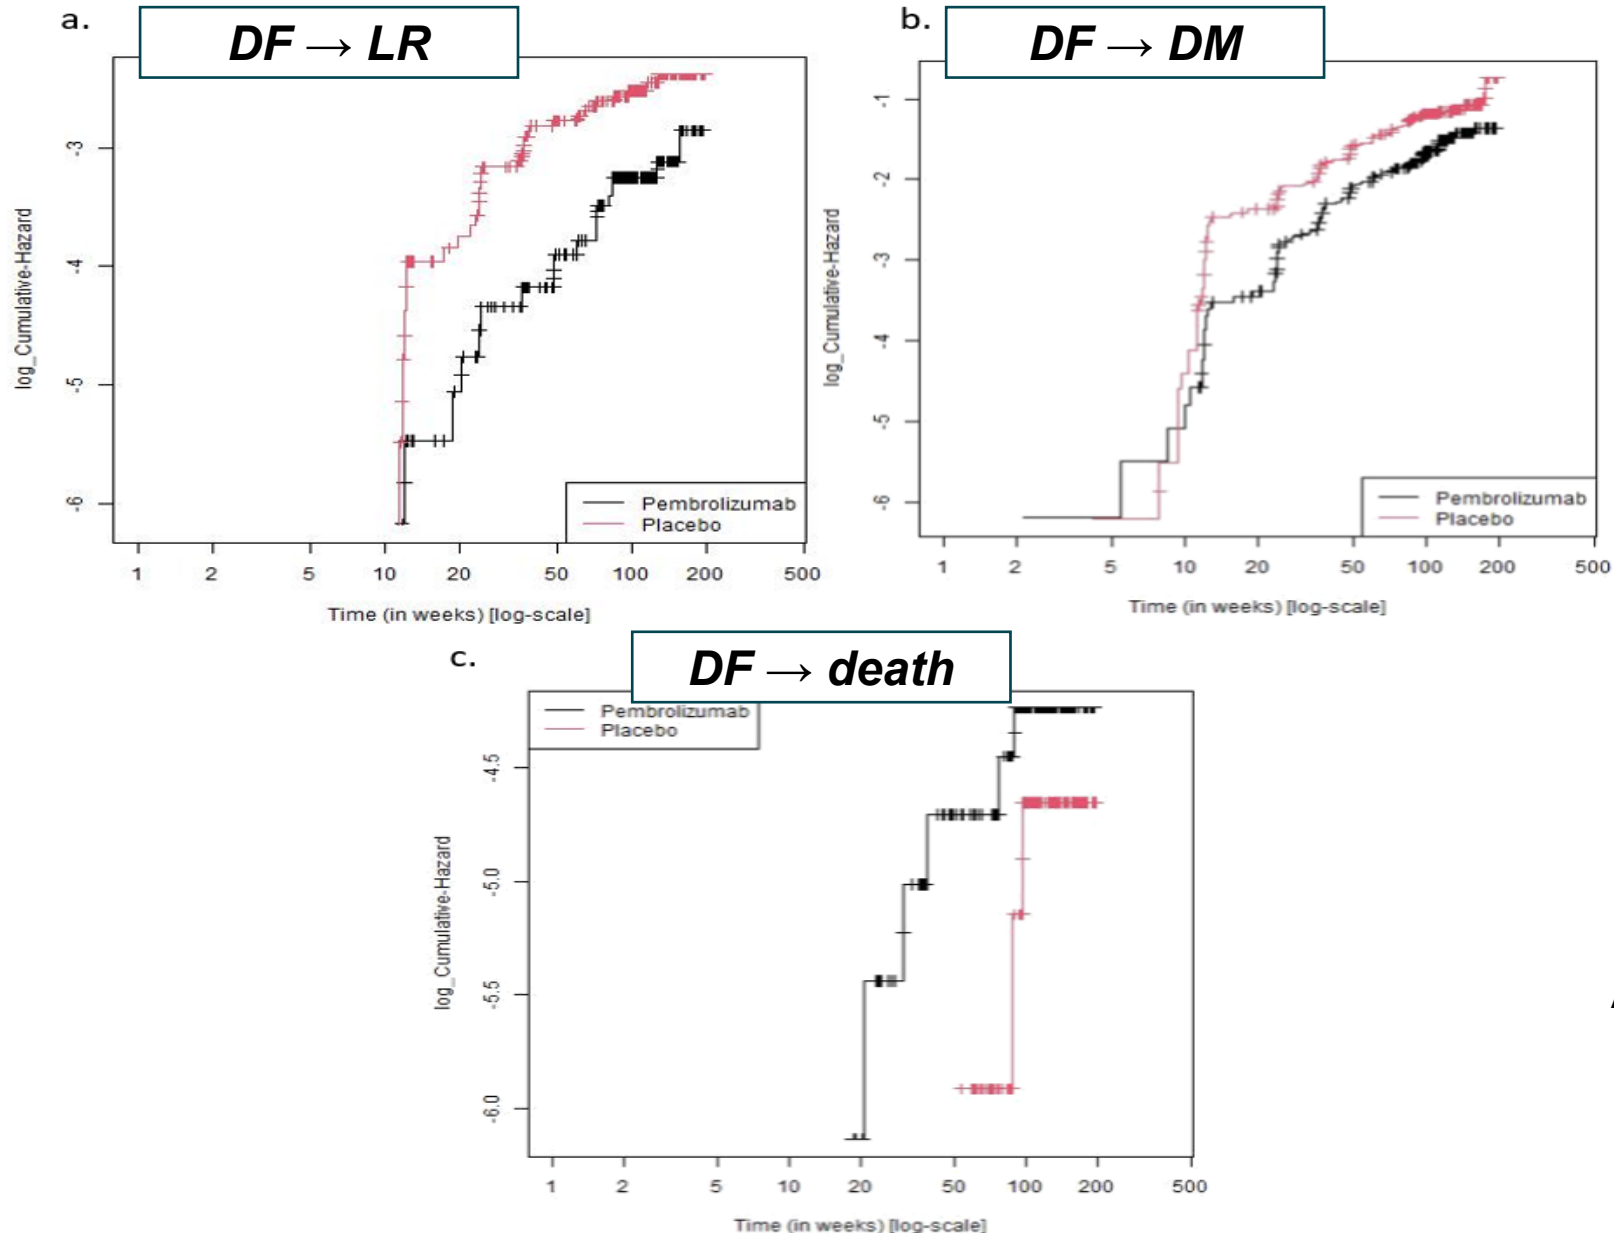 a.
DF → LR
log_Cumulative-Hazard
-3
-4
-5
-6
Pembrolizumab
Placebo
1 2 5 10 20 50 100 200 500
Time (in weeks) [log-scale]
b.
DF → DM
log_Cumulative-Hazard
-1
-2
-3
-4
-5
-6
Pembrolizumab
Placebo
1 2 5 10 20 50 100 200 500
Time (in weeks) [log-scale]
c.
DF → death
Pembrolizumab
Placebo
log_Cumulative-Hazard
-4.5
-5.0
-5.5
-6.0
1 2 5 10 20 50 100 200 500
Time (in weeks) [log-scale]